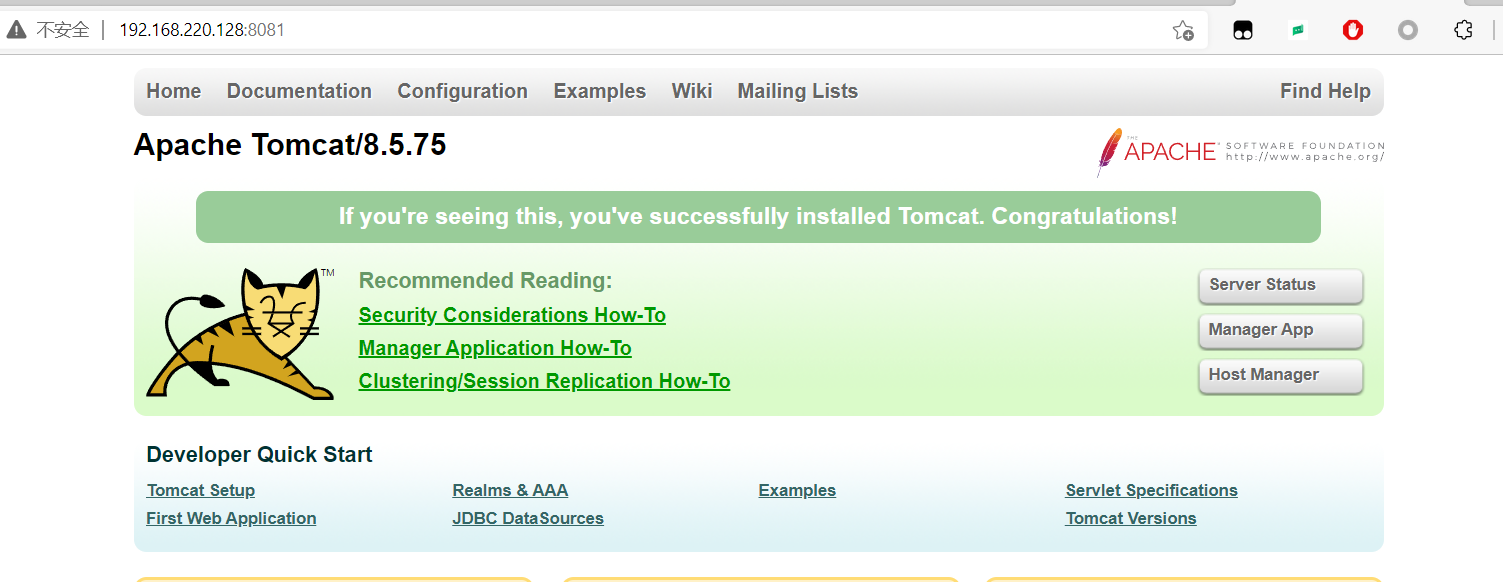 不安全 192.168.220.128:8081
Home Documentation Configuration Examples Wiki Mailing Lists Find Help
Apache Tomcat/8.5.75
THE
APACHE® SOFTWARE FOUNDATION
http://www.apache.org/
If you're seeing this, you've successfully installed Tomcat. Congratulations!
TM
Recommended Reading:
Security Considerations How-To
Manager Application How-To
Clustering/Session Replication How-To
Server Status
Manager App
Host Manager
Developer Quick Start
Tomcat Setup Realms & AAA Examples Servlet Specifications
First Web Application JDBC DataSources Tomcat Versions